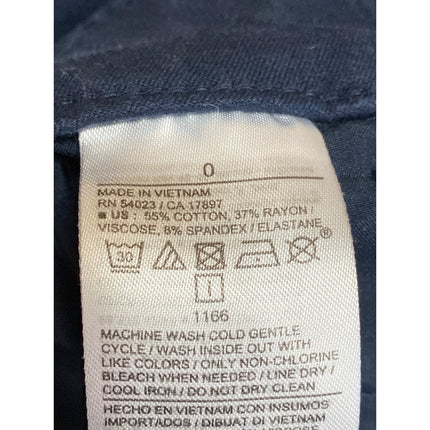 0
MADE IN VIETNAM
RN 54023 / CA 17897
■ US : 55% COTTON, 37% RAYON /
VISCOSE, 8% SPANDEX / ELASTANE
30
®
1166
MACHINE WASH COLD GENTLE
CYCLE / WASH INSIDE OUT WITH
LIKE COLORS / ONLY NON-CHLORINE
BLEACH WHEN NEEDED / LINE DRY /
COOL IRON / DO NOT DRY CLEAN
HECHO EN VIETNAM CON INSUMOS
IMPORTADOS / DIBUAT DI VIETNAM